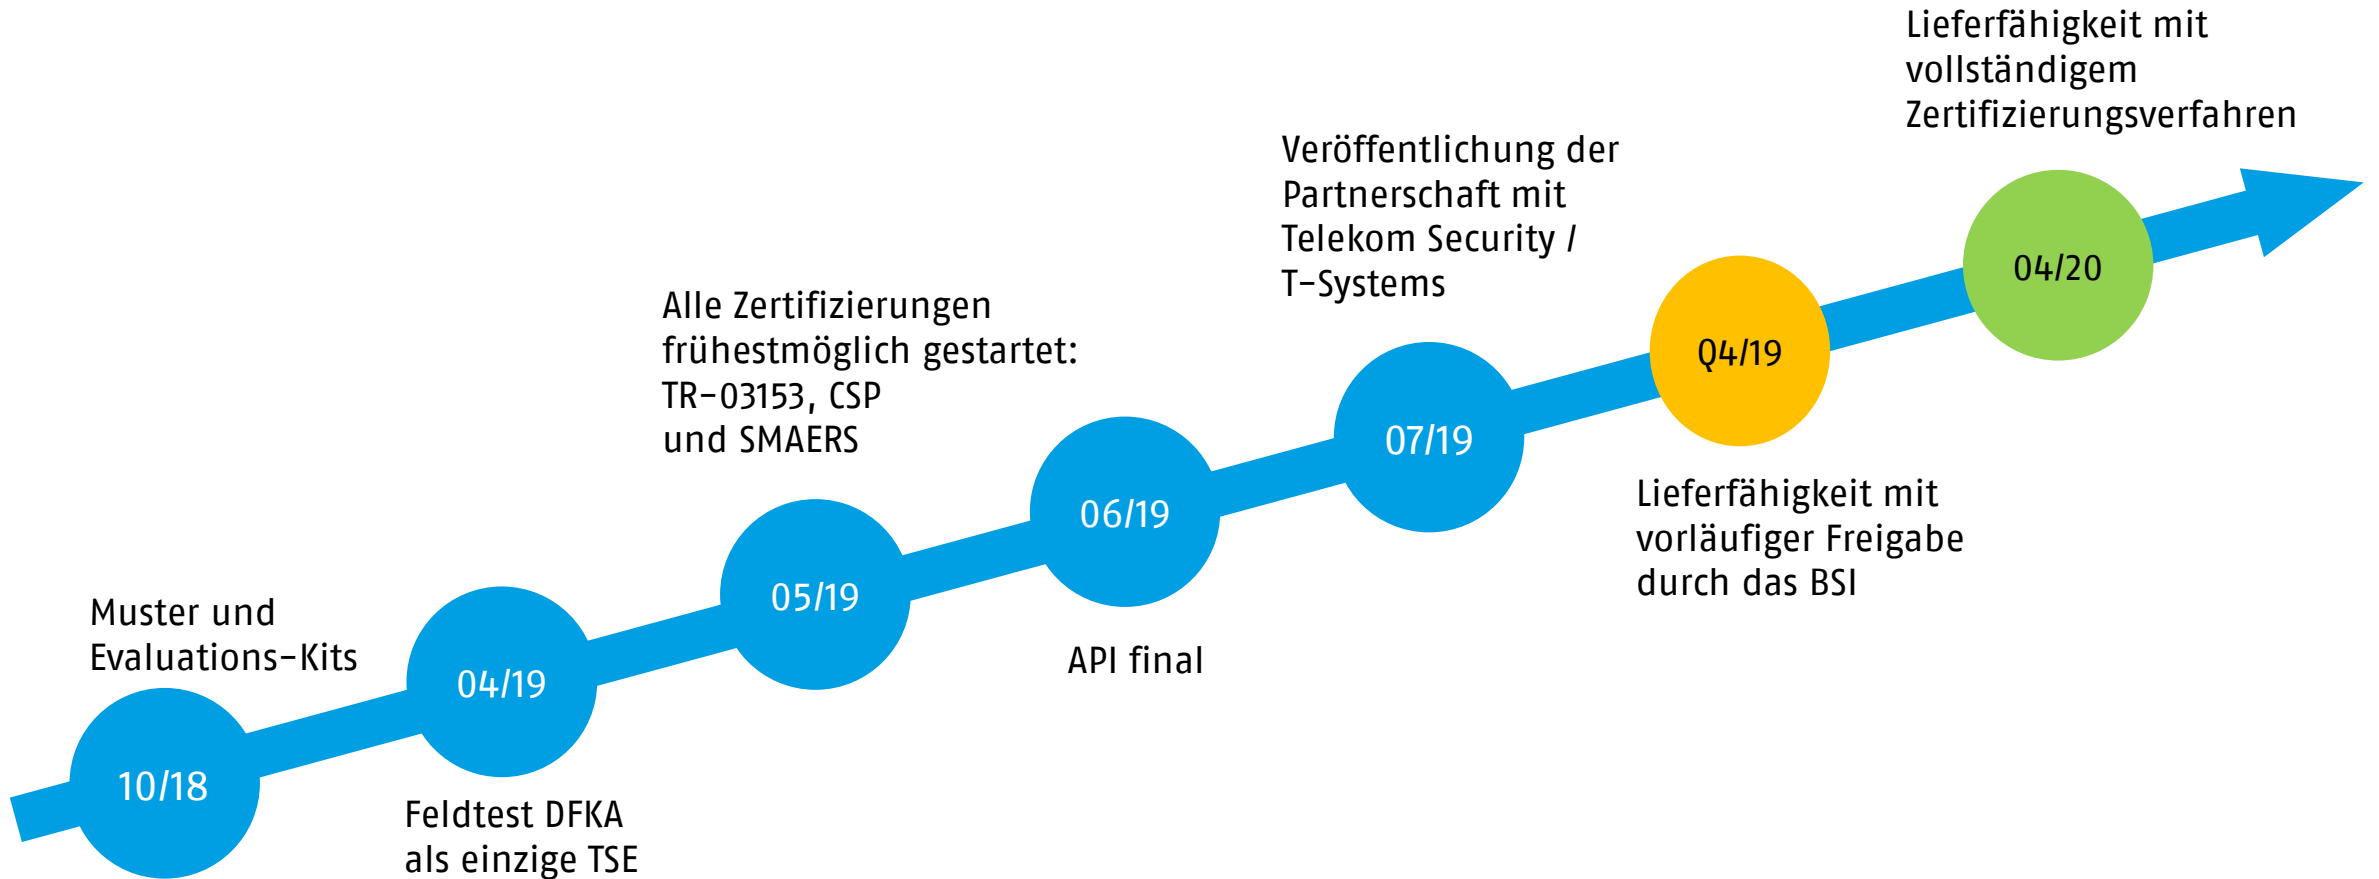 Muster und
Evaluations-Kits
10/18
04/19
Feldtest DFKA
als einzige TSE
Alle Zertifizierungen
frühestmöglich gestartet:
TR-03153, CSP
und SMAERS
05/19
06/19
API final
Veröffentlichung der
Partnerschaft mit
Telekom Security /
T-Systems
07/19
Q4/19
Lieferfähigkeit mit
vorläufiger Freigabe
durch das BSI
Lieferfähigkeit mit
vollständigem
Zertifizierungsverfahren
04/20